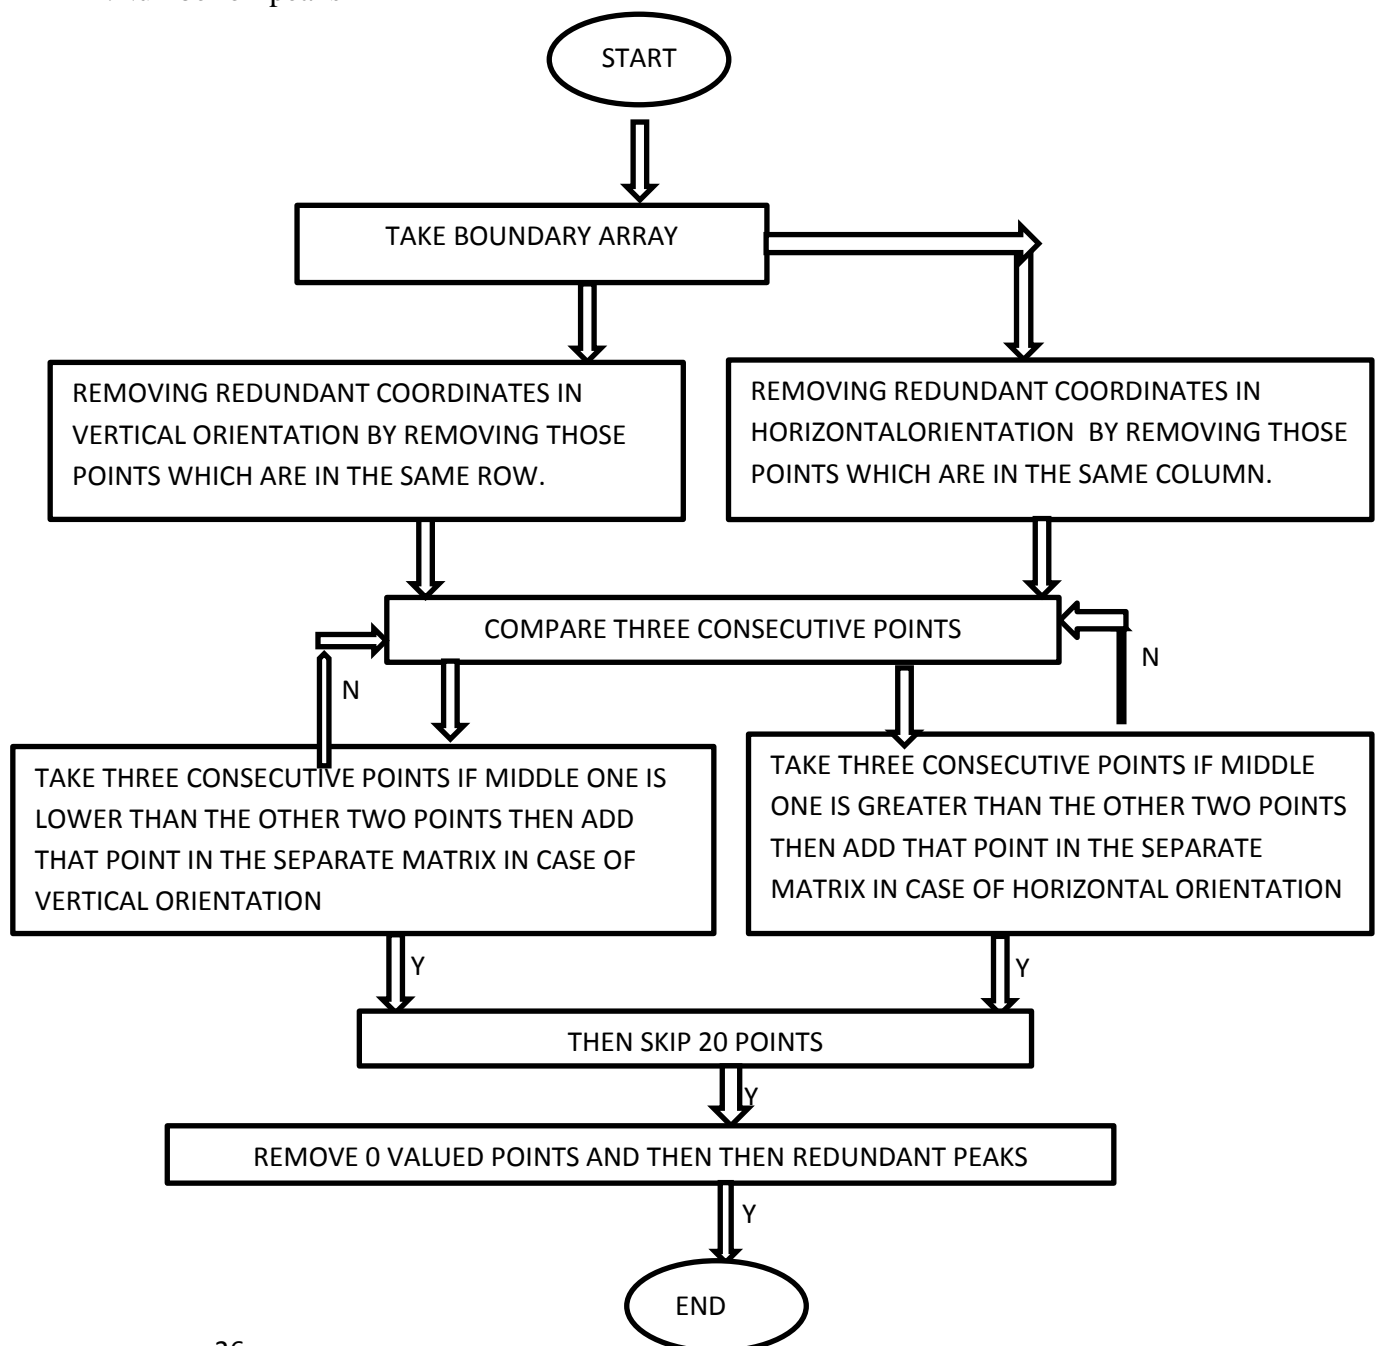 START
TAKE BOUNDARY ARRAY
REMOVING REDUNDANT COORDINATES IN
VERTICAL ORIENTATION BY REMOVING THOSE
POINTS WHICH ARE IN THE SAME ROW.
REMOVING REDUNDANT COORDINATES IN
HORIZONTALORIENTATION BY REMOVING THOSE
POINTS WHICH ARE IN THE SAME COLUMN.
COMPARE THREE CONSECUTIVE POINTS
N
N
TAKE THREE CONSECUTIVE POINTS IF MIDDLE ONE IS
LOWER THAN THE OTHER TWO POINTS THEN ADD
THAT POINT IN THE SEPARATE MATRIX IN CASE OF
VERTICAL ORIENTATION
TAKE THREE CONSECUTIVE POINTS IF MIDDLE
ONE IS GREATER THAN THE OTHER TWO POINTS
THEN ADD THAT POINT IN THE SEPARATE
MATRIX IN CASE OF HORIZONTAL ORIENTATION
Y
Y
THEN SKIP 20 POINTS
Y
REMOVE 0 VALUED POINTS AND THEN THEN REDUNDANT PEAKS
Y
END